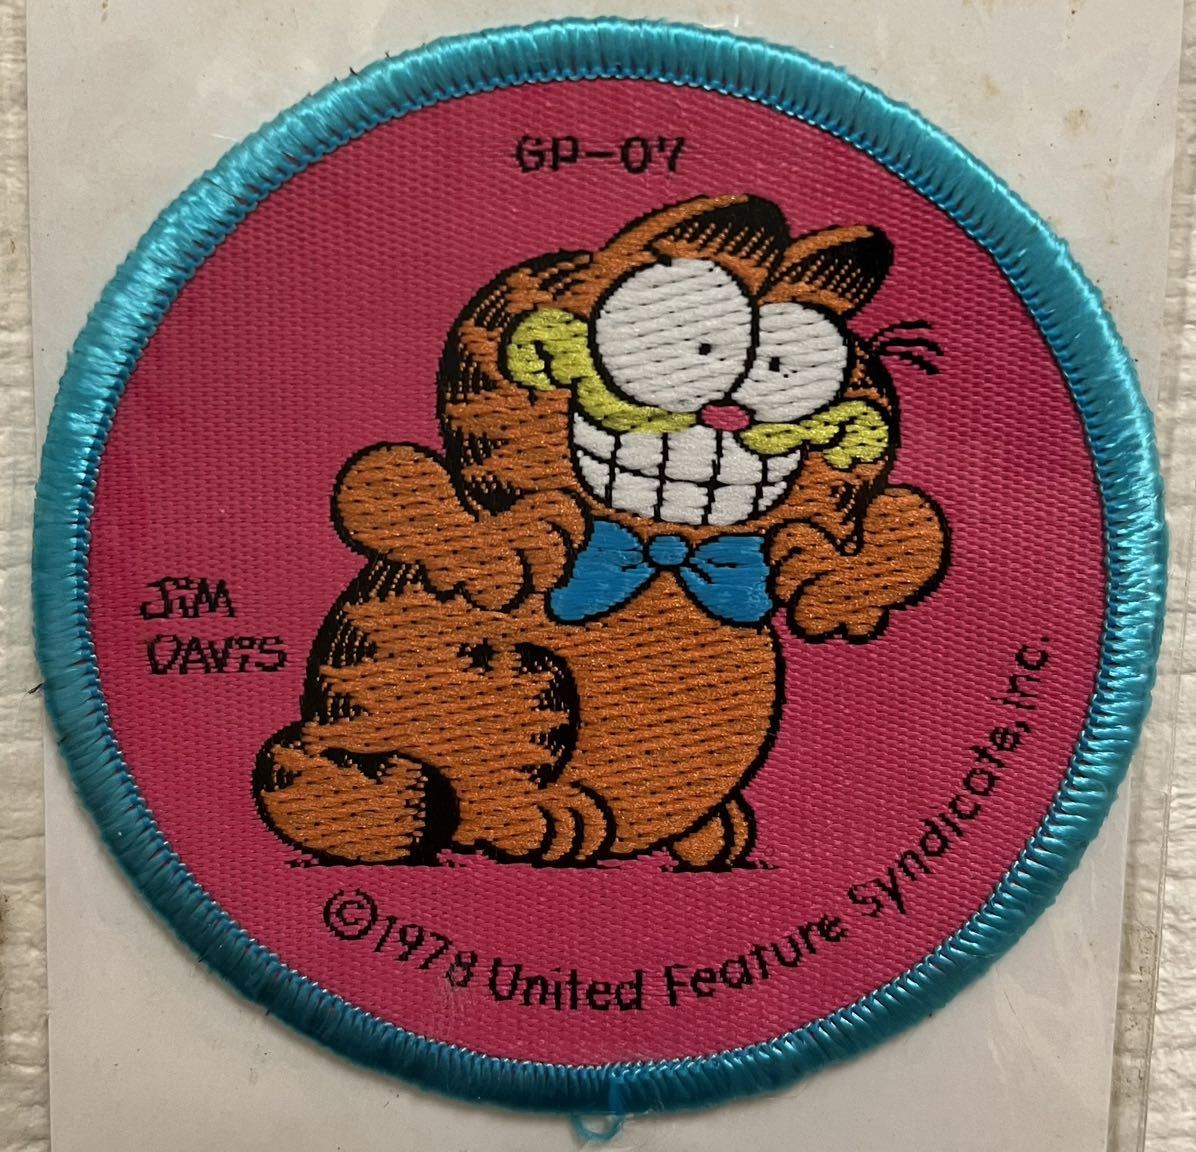 GP-07
JIM
DAVIS
©1978 United Feature Syndicate, Inc.